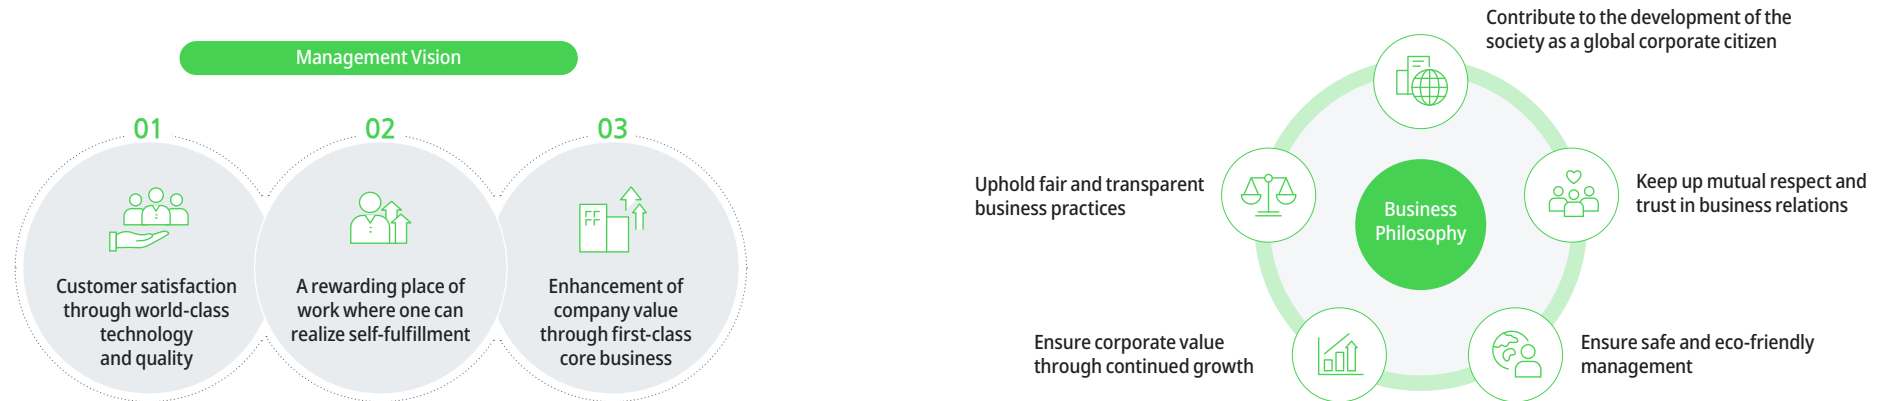 Management Vision
01
Customer satisfaction
through world-class
technology
and quality
02
A rewarding place of
work where one can
realize self-fulfillment
03
Enhancement of
company value
through first-class
core business
Contribute to the development of the
society as a global corporate citizen
Uphold fair and transparent
business practices
Business
Philosophy
Keep up mutual respect and
trust in business relations
Ensure corporate value
through continued growth
Ensure safe and eco-friendly
management